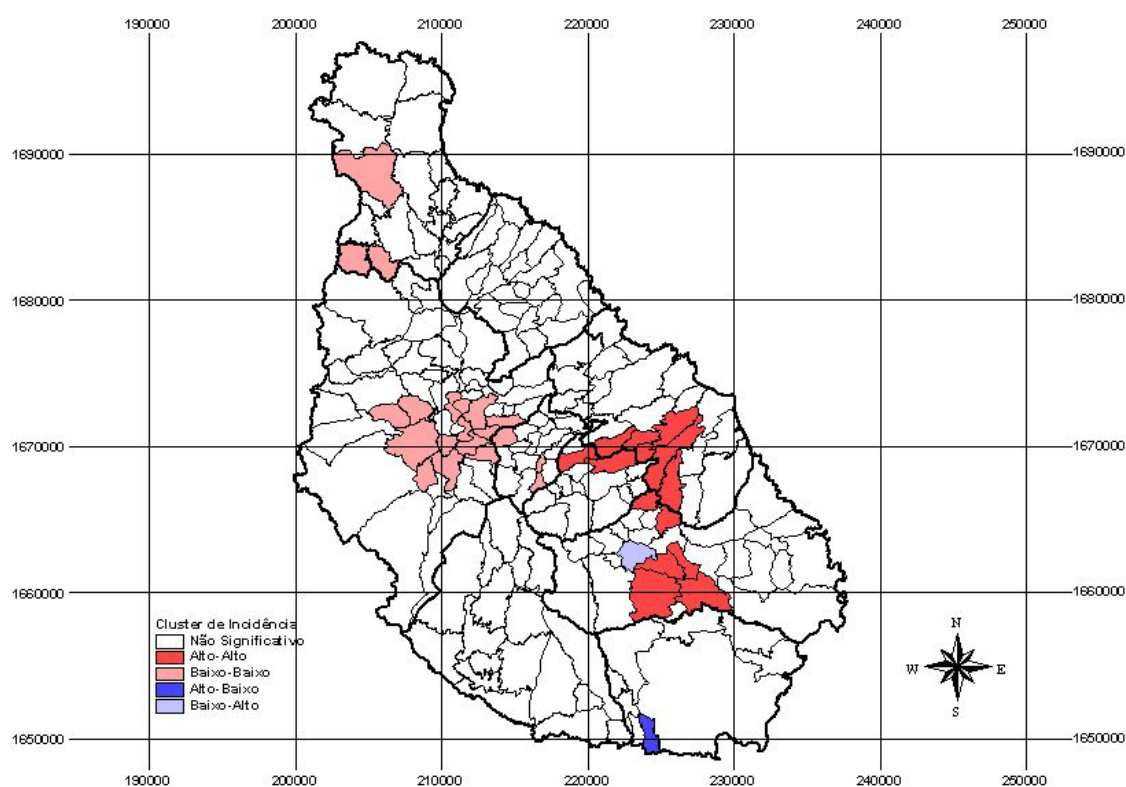 190000 200000 210000 220000 230000 240000 250000
1690000 1690000
1680000 1680000
1670000 1670000
1660000 1660000
Cluster de Incidência
Não Significativo
Alto-Alto
Baixo-Baixo
Alto-Baixo
Baixo-Alto
N
W E
S
1650000 1650000
190000 200000 210000 220000 230000 240000 250000